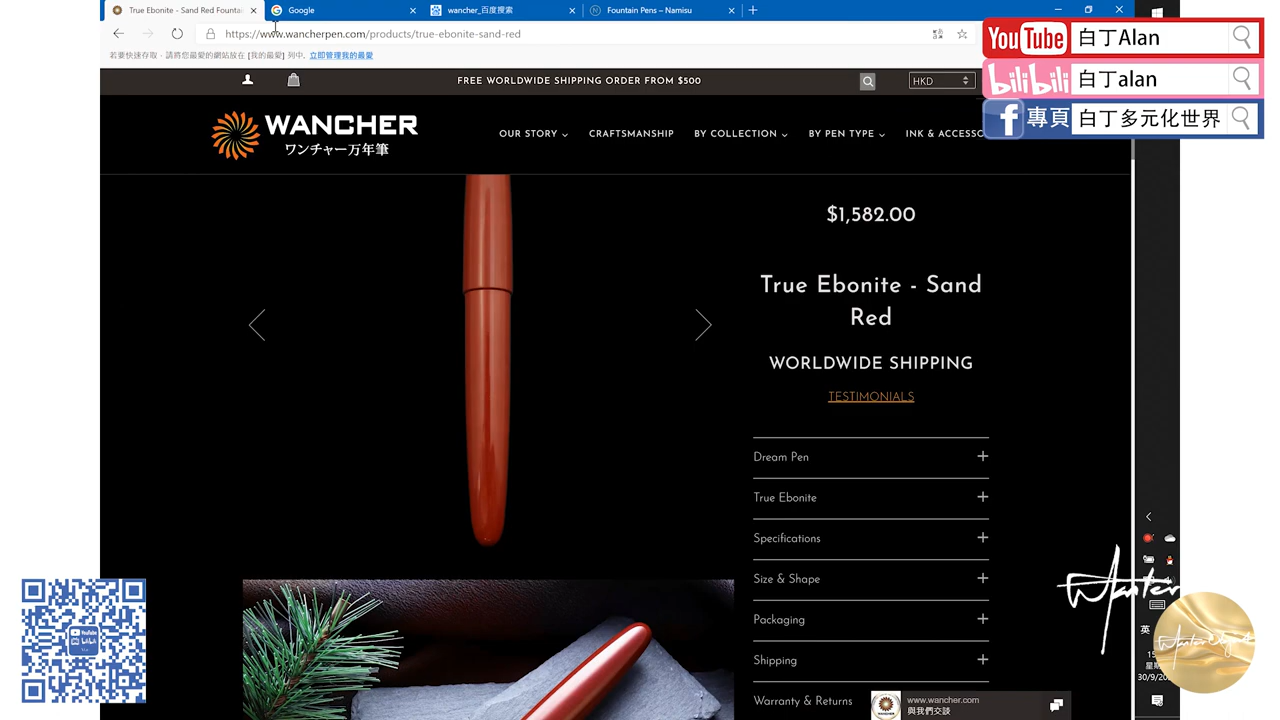 True Ebonite - Sand Red Founta
Google
wancher_百度搜索
Fountain Pens – Namisu
https://www.wancherpen.com/products/true-ebonite-sand-red
若要快速存取，請將您最愛的網站放在 [我的最愛] 列中。立即管理我的最愛
FREE WORLDWIDE SHIPPING ORDER FROM $500
HKD
WANCHER
ワンチャー万年筆
OUR STORY
CRAFTSMANSHIP
BY COLLECTION
BY PEN TYPE
INK & ACCESSO
YouTube 白丁Alan
bilibili 白丁alan
f 專頁 白丁多元化世界
$1,582.00
True Ebonite - Sand
Red
WORLDWIDE SHIPPING
TESTIMONIALS
Dream Pen
True Ebonite
Specifications
Size & Shape
Packaging
Shipping
Warranty & Returns
www.wancher.com
與我們交談
英
30/9/20